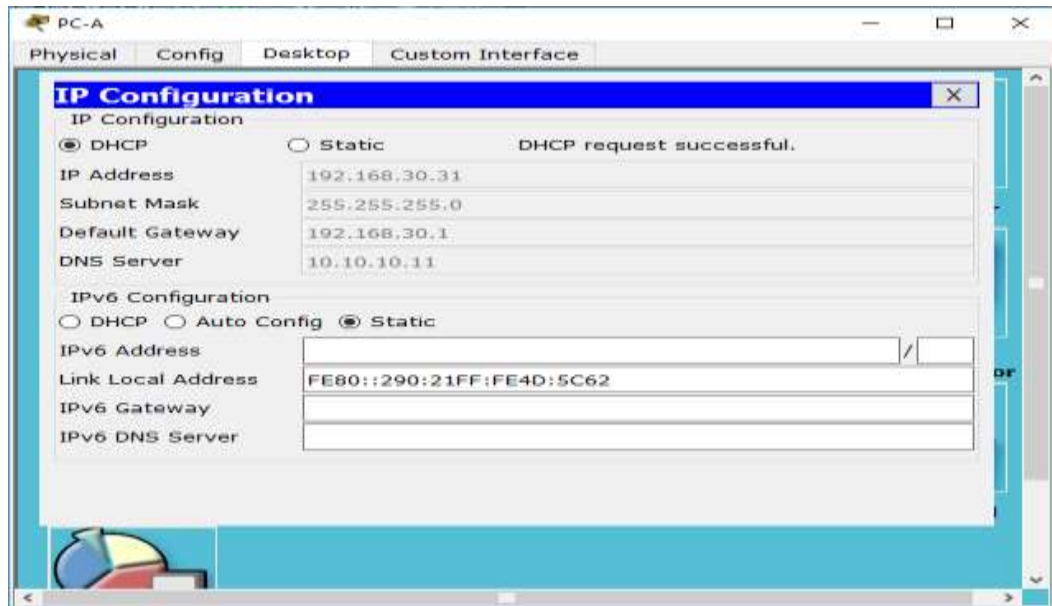 PC-A
Physical Config Desktop Custom Interface
IP Configuration
IP Configuration
DHCP Static DHCP request successful.
IP Address 192.168.30.31
Subnet Mask 255.255.255.0
Default Gateway 192.168.30.1
DNS Server 10.10.10.11
IPv6 Configuration
DHCP Auto Config Static
IPv6 Address /
Link Local Address FE80::290:21FF:FE4D:5C62
IPv6 Gateway
IPv6 DNS Server
or